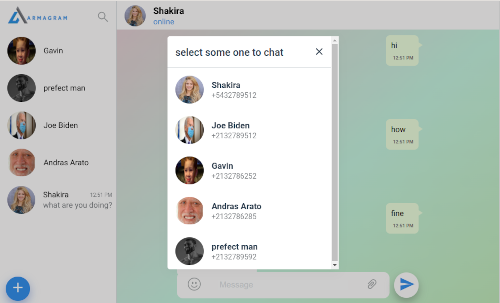 ARMAGRAM
Gavin
prefect man
Joe Biden
Andras Arato
Shakira
12:51 PM
what are you doing?
Shakira
online
select some one to chat
Shakira
+5432789512
Joe Biden
+2132789512
Gavin
+2132786252
Andras Arato
+2132786285
prefect man
+2132789592
hi
12:51 PM
how
12:51 PM
fine
12:51 PM
Message